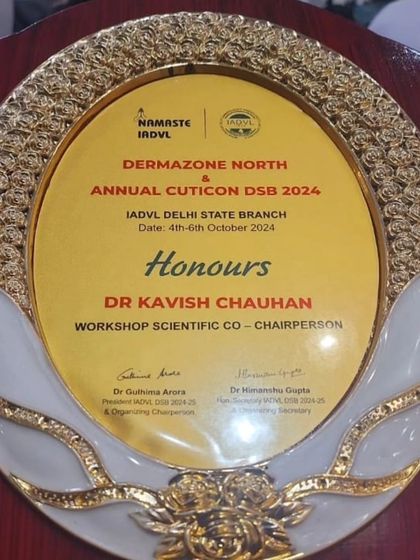 NAMASTE
IADVL
IADVL
DERMAZONE NORTH
&
ANNUAL CUTICON DSB 2024
IADVL DELHI STATE BRANCH
Date: 4th-6th October 2024
Honours
DR KAVISH CHAUHAN
WORKSHOP SCIENTIFIC CO – CHAIRPERSON
Dr Gulhima Arora
President IADVL DSB 2024-25
& Organizing Chairperson
Dr Himanshu Gupta
Hon. Secretary IADVL DSB 2024-25
& Organizing Secretary